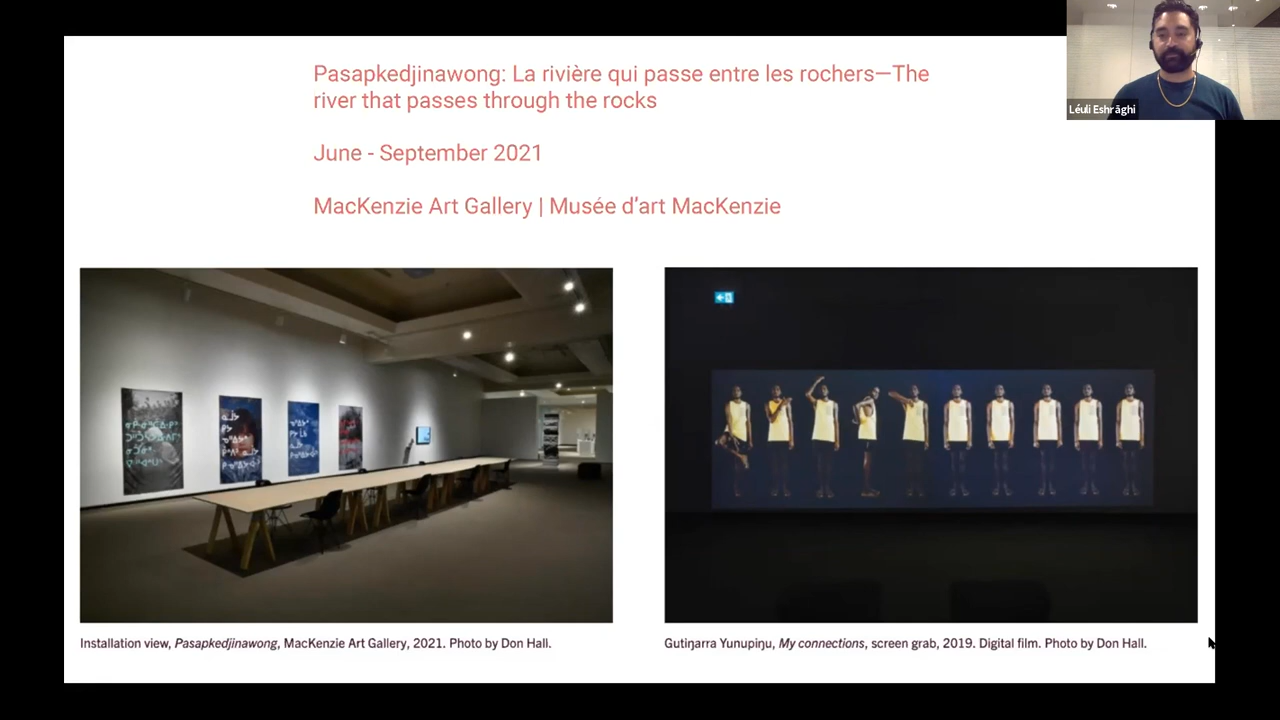 Pasapkedjinawong: La rivière qui passe entre les rochers—The
river that passes through the rocks
June - September 2021
MacKenzie Art Gallery | Musée d'art MacKenzie
Léuli Eshrāghi
Installation view, Pasapkedjinawong, MacKenzie Art Gallery, 2021. Photo by Don Hall.
Gutiŋarra Yunupiŋu, My connections, screen grab, 2019. Digital film. Photo by Don Hall.